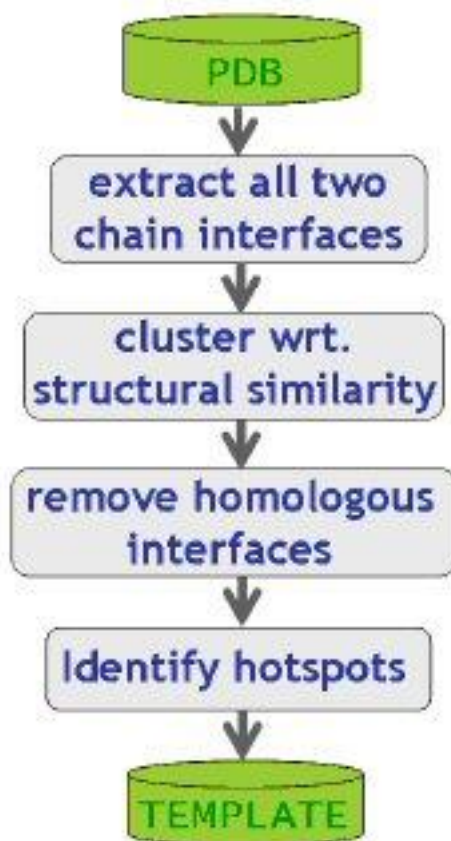 PDB
extract all two
chain interfaces
cluster wrt.
structural similarity
remove homologous
interfaces
Identify hotspots
TEMPLATE